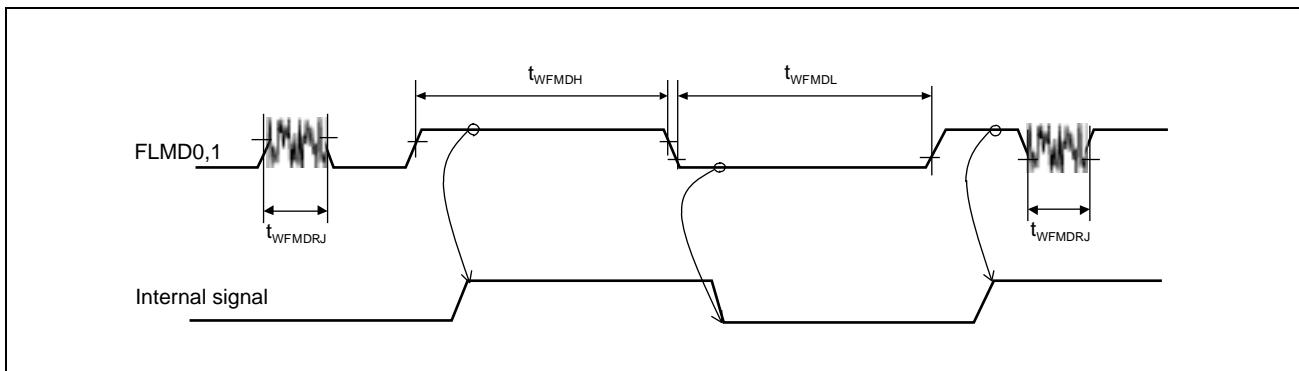 tWFMDH
tWFMDL
FLMD0,1
tWFMDRJ
tWFMDRJ
Internal signal